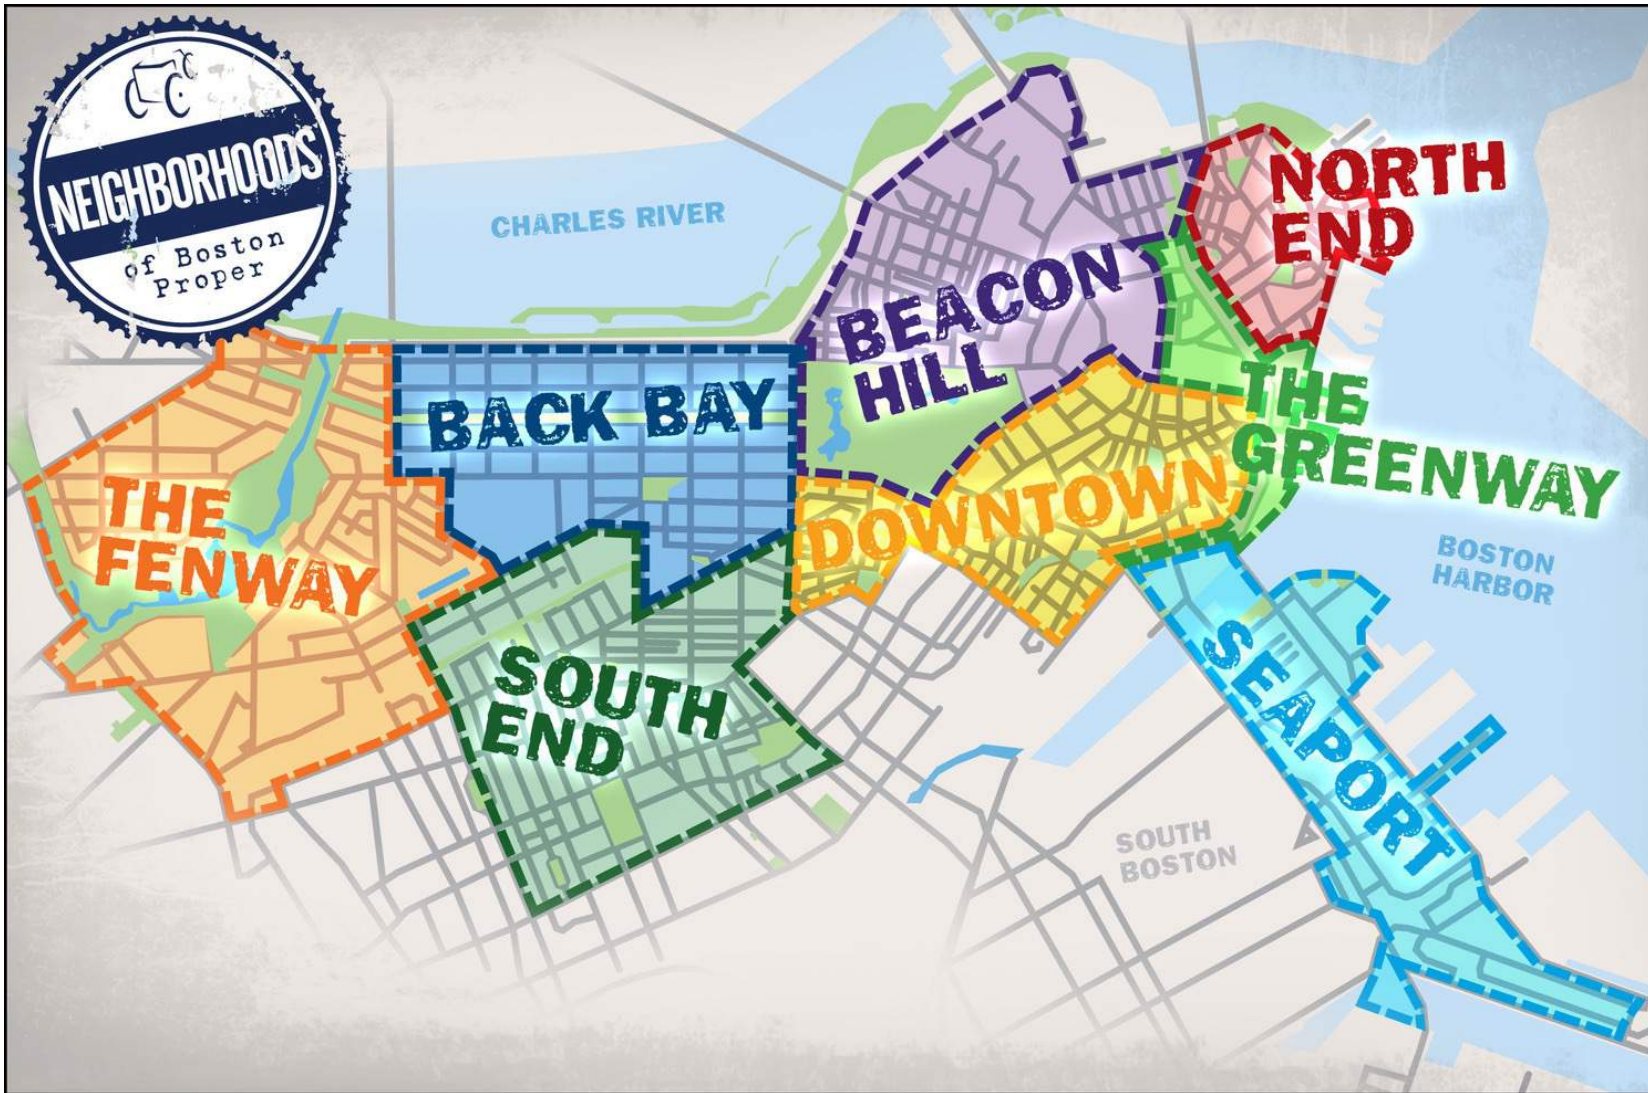 NEIGHBORHOODS
of Boston
Proper
CHARLES RIVER
NORTH
END
BEACON
HILL
BACK BAY
THE
GREENWAY
THE
FENWAY
DOWNTOWN
BOSTON
HARBOR
SOUTH
END
SEAPORT
SOUTH
BOSTON